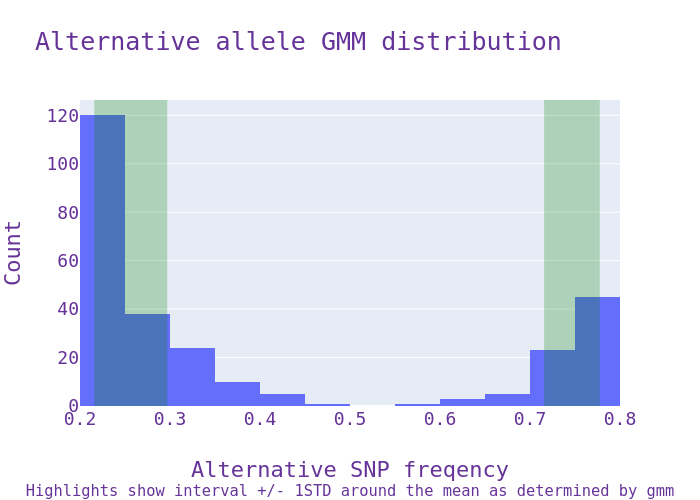 Alternative allele GMM distribution
120
100
80
60
40
20
0
Count
0.2 0.3 0.4 0.5 0.6 0.7 0.8
Alternative SNP freqency
Highlights show interval +/- 1STD around the mean as determined by gmm